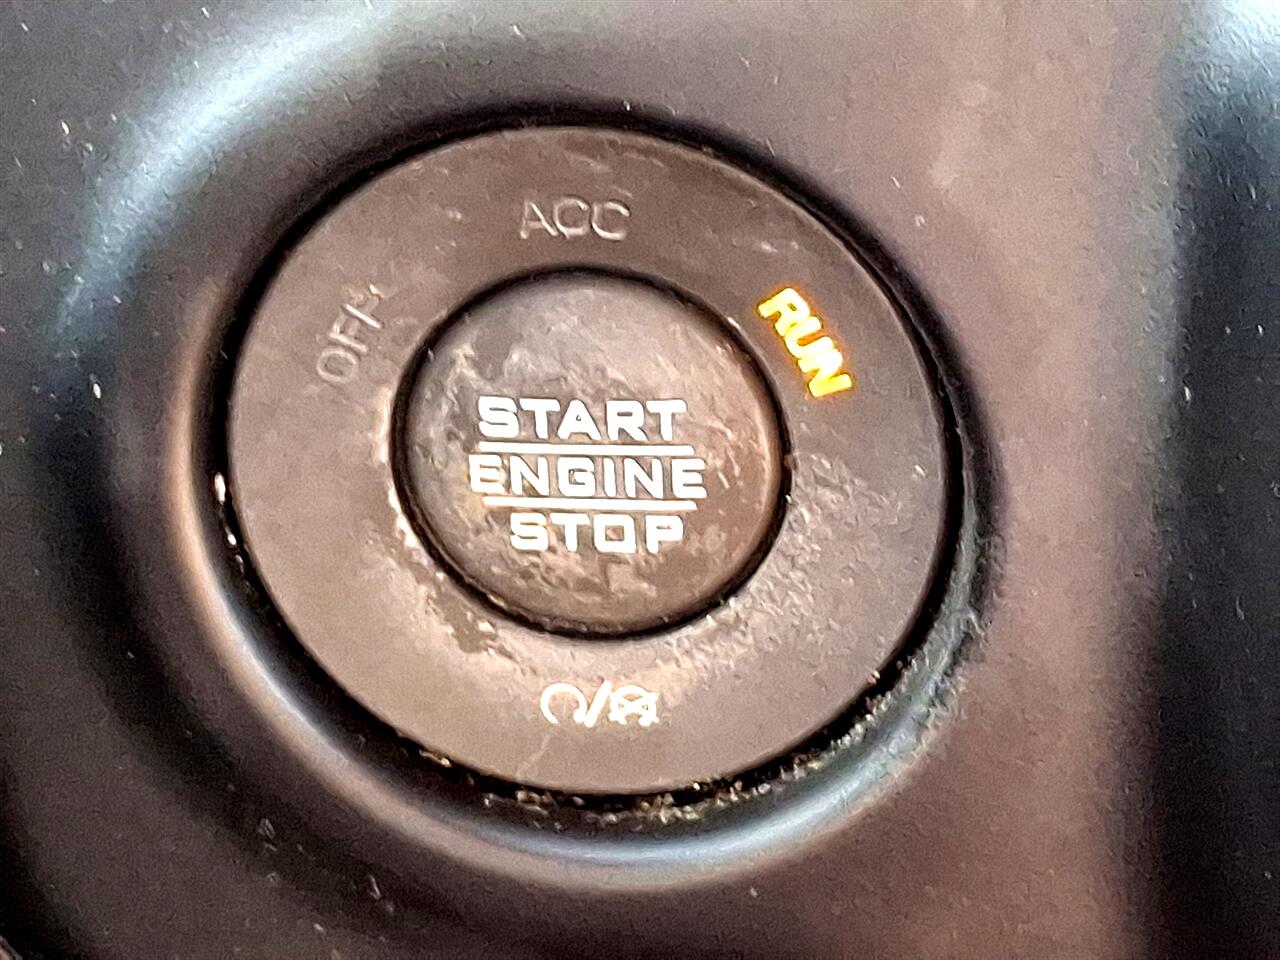 ACC
OFF
RUN
START
ENGINE
STOP